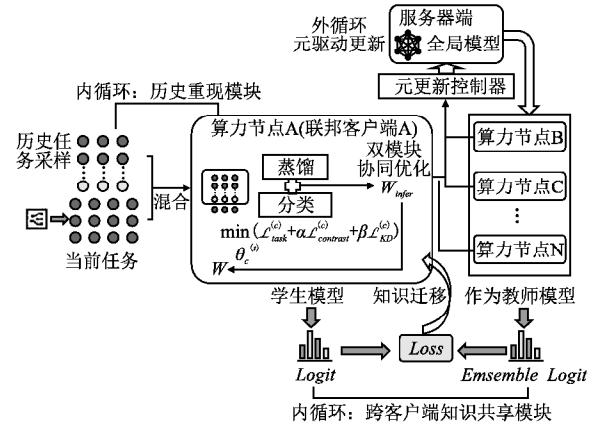 外循环
元驱动更新
服务器端
全局模型
元更新控制器
内循环：历史重现模块
历史任
务采样
混合
当前任务
算力节点A(联邦客户端A)
蒸馏
分类
双模块
协同优化
W_infer
min(ℒ_task^(c)+αℒ_contrast^(c)+βℒ_KD^(c))
θ_c^(s)
W
算力节点B
算力节点C
⋮
算力节点N
学生模型
知识迁移
作为教师模型
Loss
Logit
Emsemble Logit
内循环：跨客户端知识共享模块